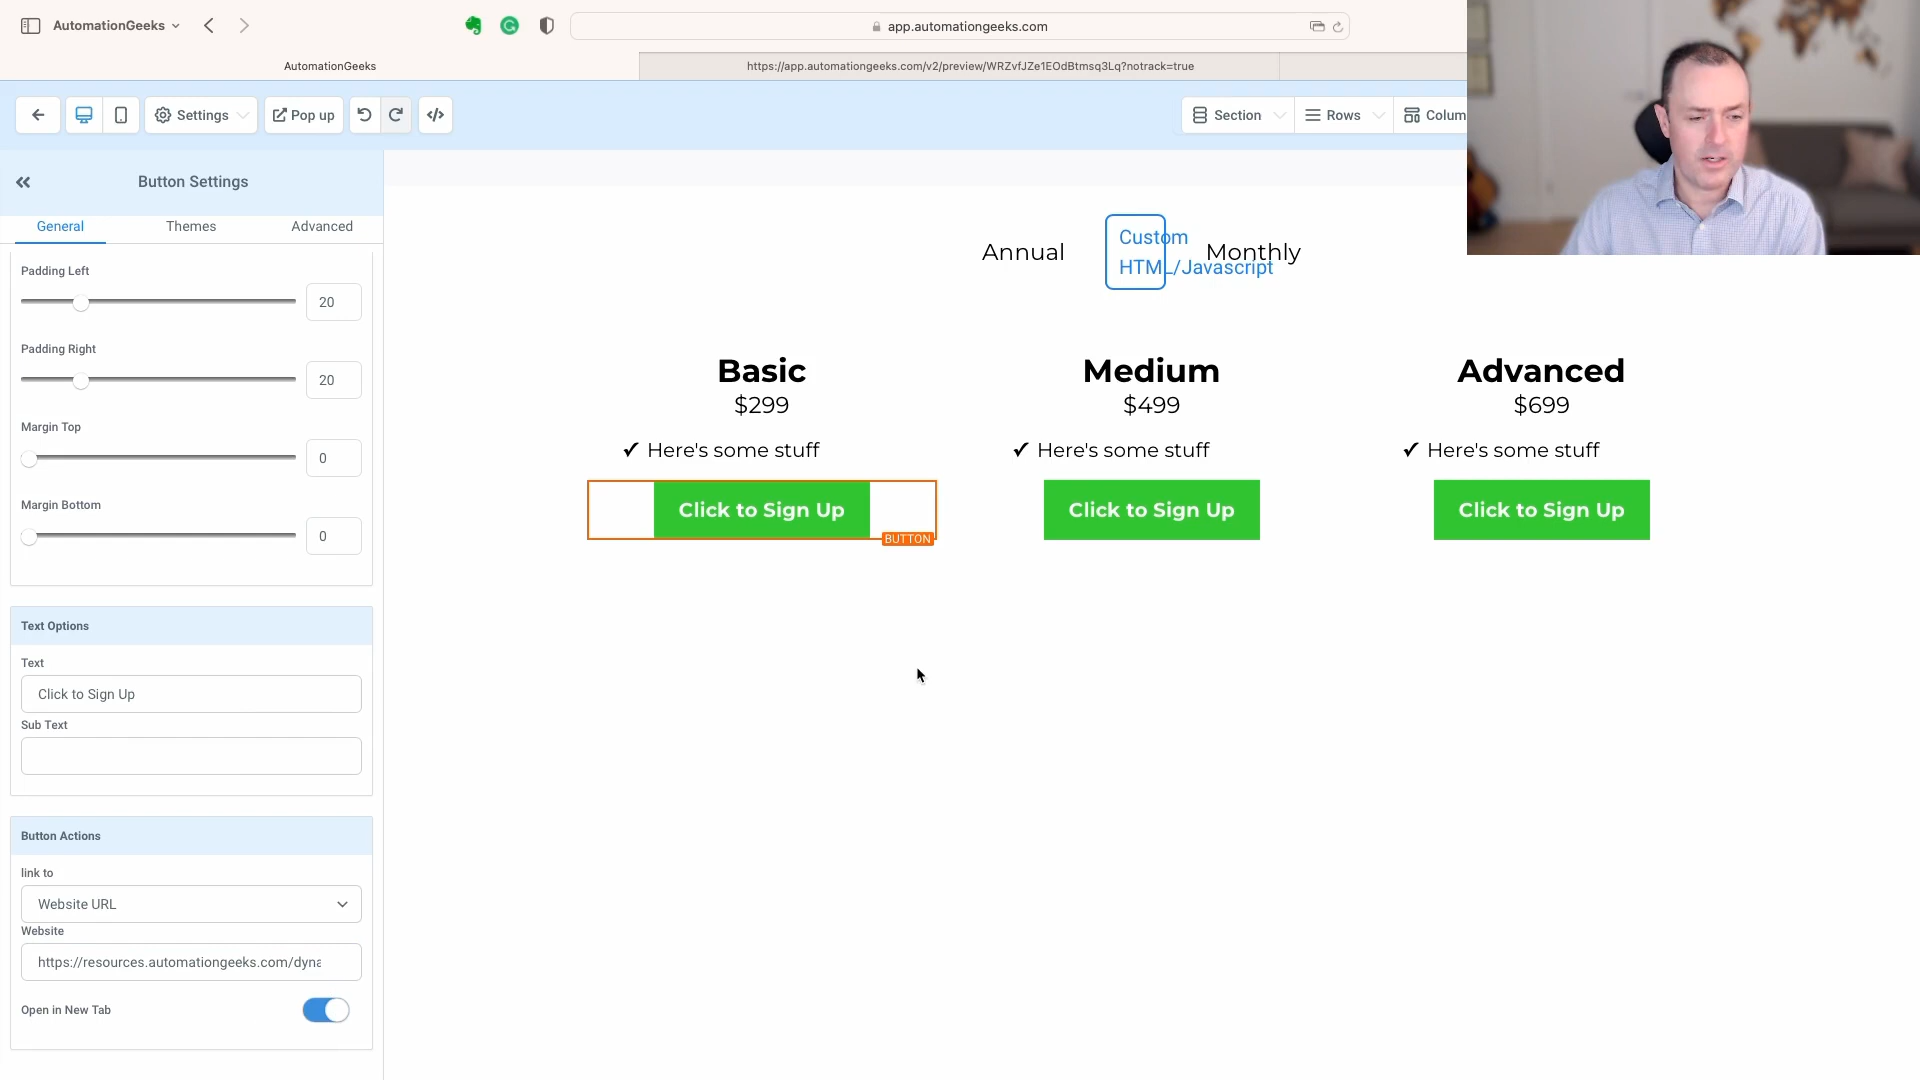 AutomationGeeks
app.automationgeeks.com
AutomationGeeks
https://app.automationgeeks.com/v2/preview/WRZvfJZe1EOdBtmsq3Lq?notrack=true
Settings
Pop up
Section
Rows
Colum
Button Settings
General
Themes
Advanced
Padding Left
20
Padding Right
20
Margin Top
0
Margin Bottom
0
Text Options
Text
Click to Sign Up
Sub Text
Button Actions
link to
Website URL
Website
https://resources.automationgeeks.com/dyna
Open in New Tab
Annual
Custom
HTML/Javascript
Monthly
Basic
$299
✓ Here's some stuff
Click to Sign Up
BUTTON
Medium
$499
✓ Here's some stuff
Click to Sign Up
Advanced
$699
✓ Here's some stuff
Click to Sign Up